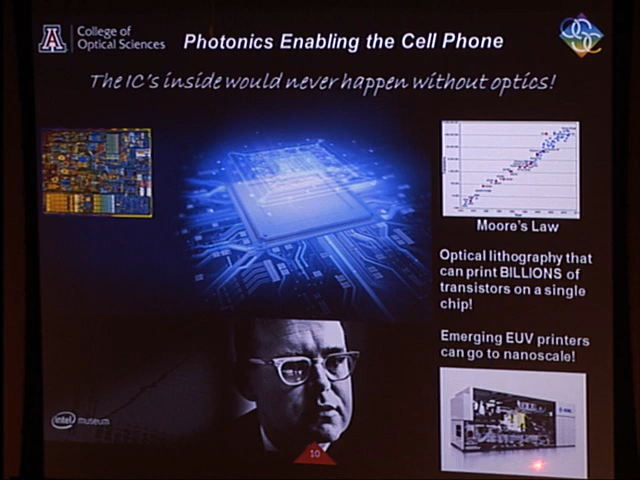 College of
Optical Sciences
Photonics Enabling the Cell Phone
The IC's inside would never happen without optics!
Moore's Law
Optical lithography that
can print BILLIONS of
transistors on a single
chip!
Emerging EUV printers
can go to nanoscale!
intel museum
10